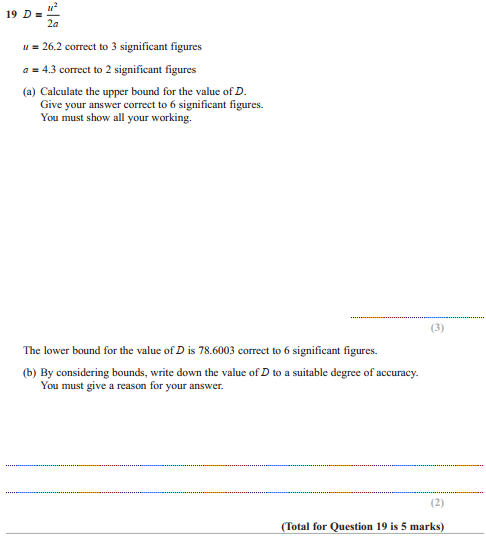 19 D = u²/2a
u = 26.2 correct to 3 significant figures
a = 4.3 correct to 2 significant figures
(a) Calculate the upper bound for the value of D.
Give your answer correct to 6 significant figures.
You must show all your working.
(3)
The lower bound for the value of D is 78.6003 correct to 6 significant figures.
(b) By considering bounds, write down the value of D to a suitable degree of accuracy.
You must give a reason for your answer.
(2)
(Total for Question 19 is 5 marks)